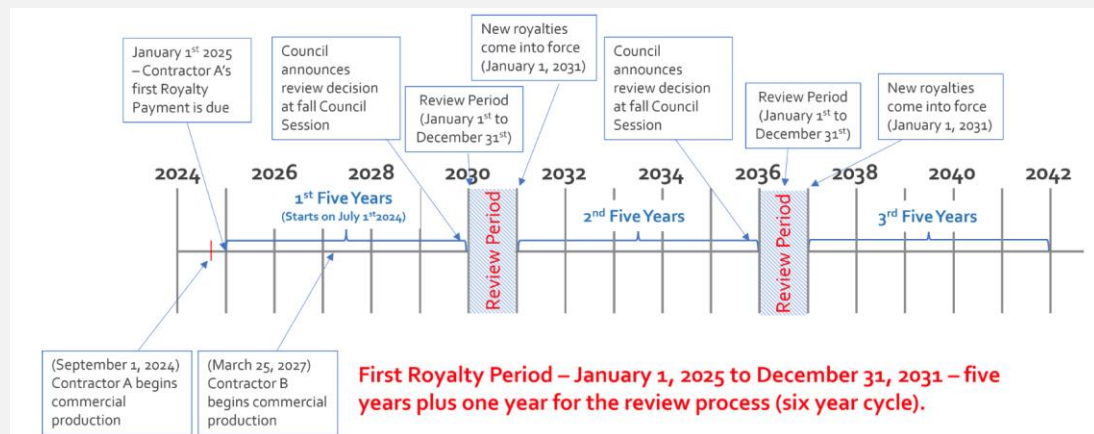 January 1st 2025
– Contractor A's
first Royalty
Payment is due
Council
announces
review decision
at fall Council
Session
New royalties
come into force
(January 1, 2031)
Review Period
(January 1st to
December 31st)
Council
announces
review decision
at fall Council
Session
Review Period
(January 1st to
December 31st)
New royalties
come into force
(January 1, 2031)
2024 2026 2028 2030 2032 2034 2036 2038 2040 2042
1st Five Years
(Starts on July 1st2024)
Review Period
2nd Five Years
Review Period
3rd Five Years
(September 1, 2024)
Contractor A begins
commercial
production
(March 25, 2027)
Contractor B
begins commercial
production
First Royalty Period – January 1, 2025 to December 31, 2031 – five
years plus one year for the review process (six year cycle).